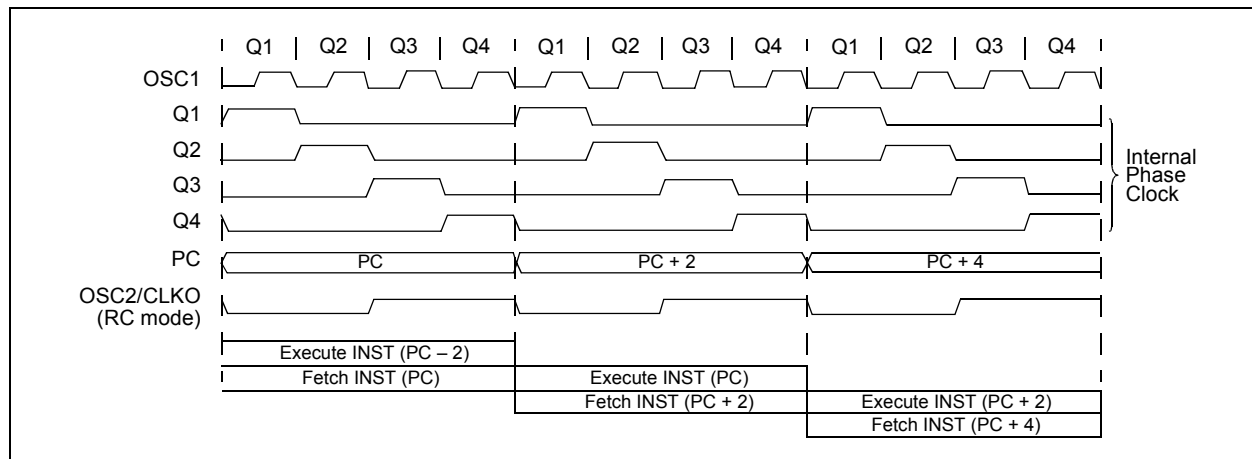 Q1 Q2 Q3 Q4 Q1 Q2 Q3 Q4 Q1 Q2 Q3 Q4
OSC1
Q1
Q2
Q3
Q4
Internal
Phase
Clock
PC PC PC + 2 PC + 4
OSC2/CLKO
(RC mode)
Execute INST (PC – 2)
Fetch INST (PC) Execute INST (PC)
Fetch INST (PC + 2) Execute INST (PC + 2)
Fetch INST (PC + 4)